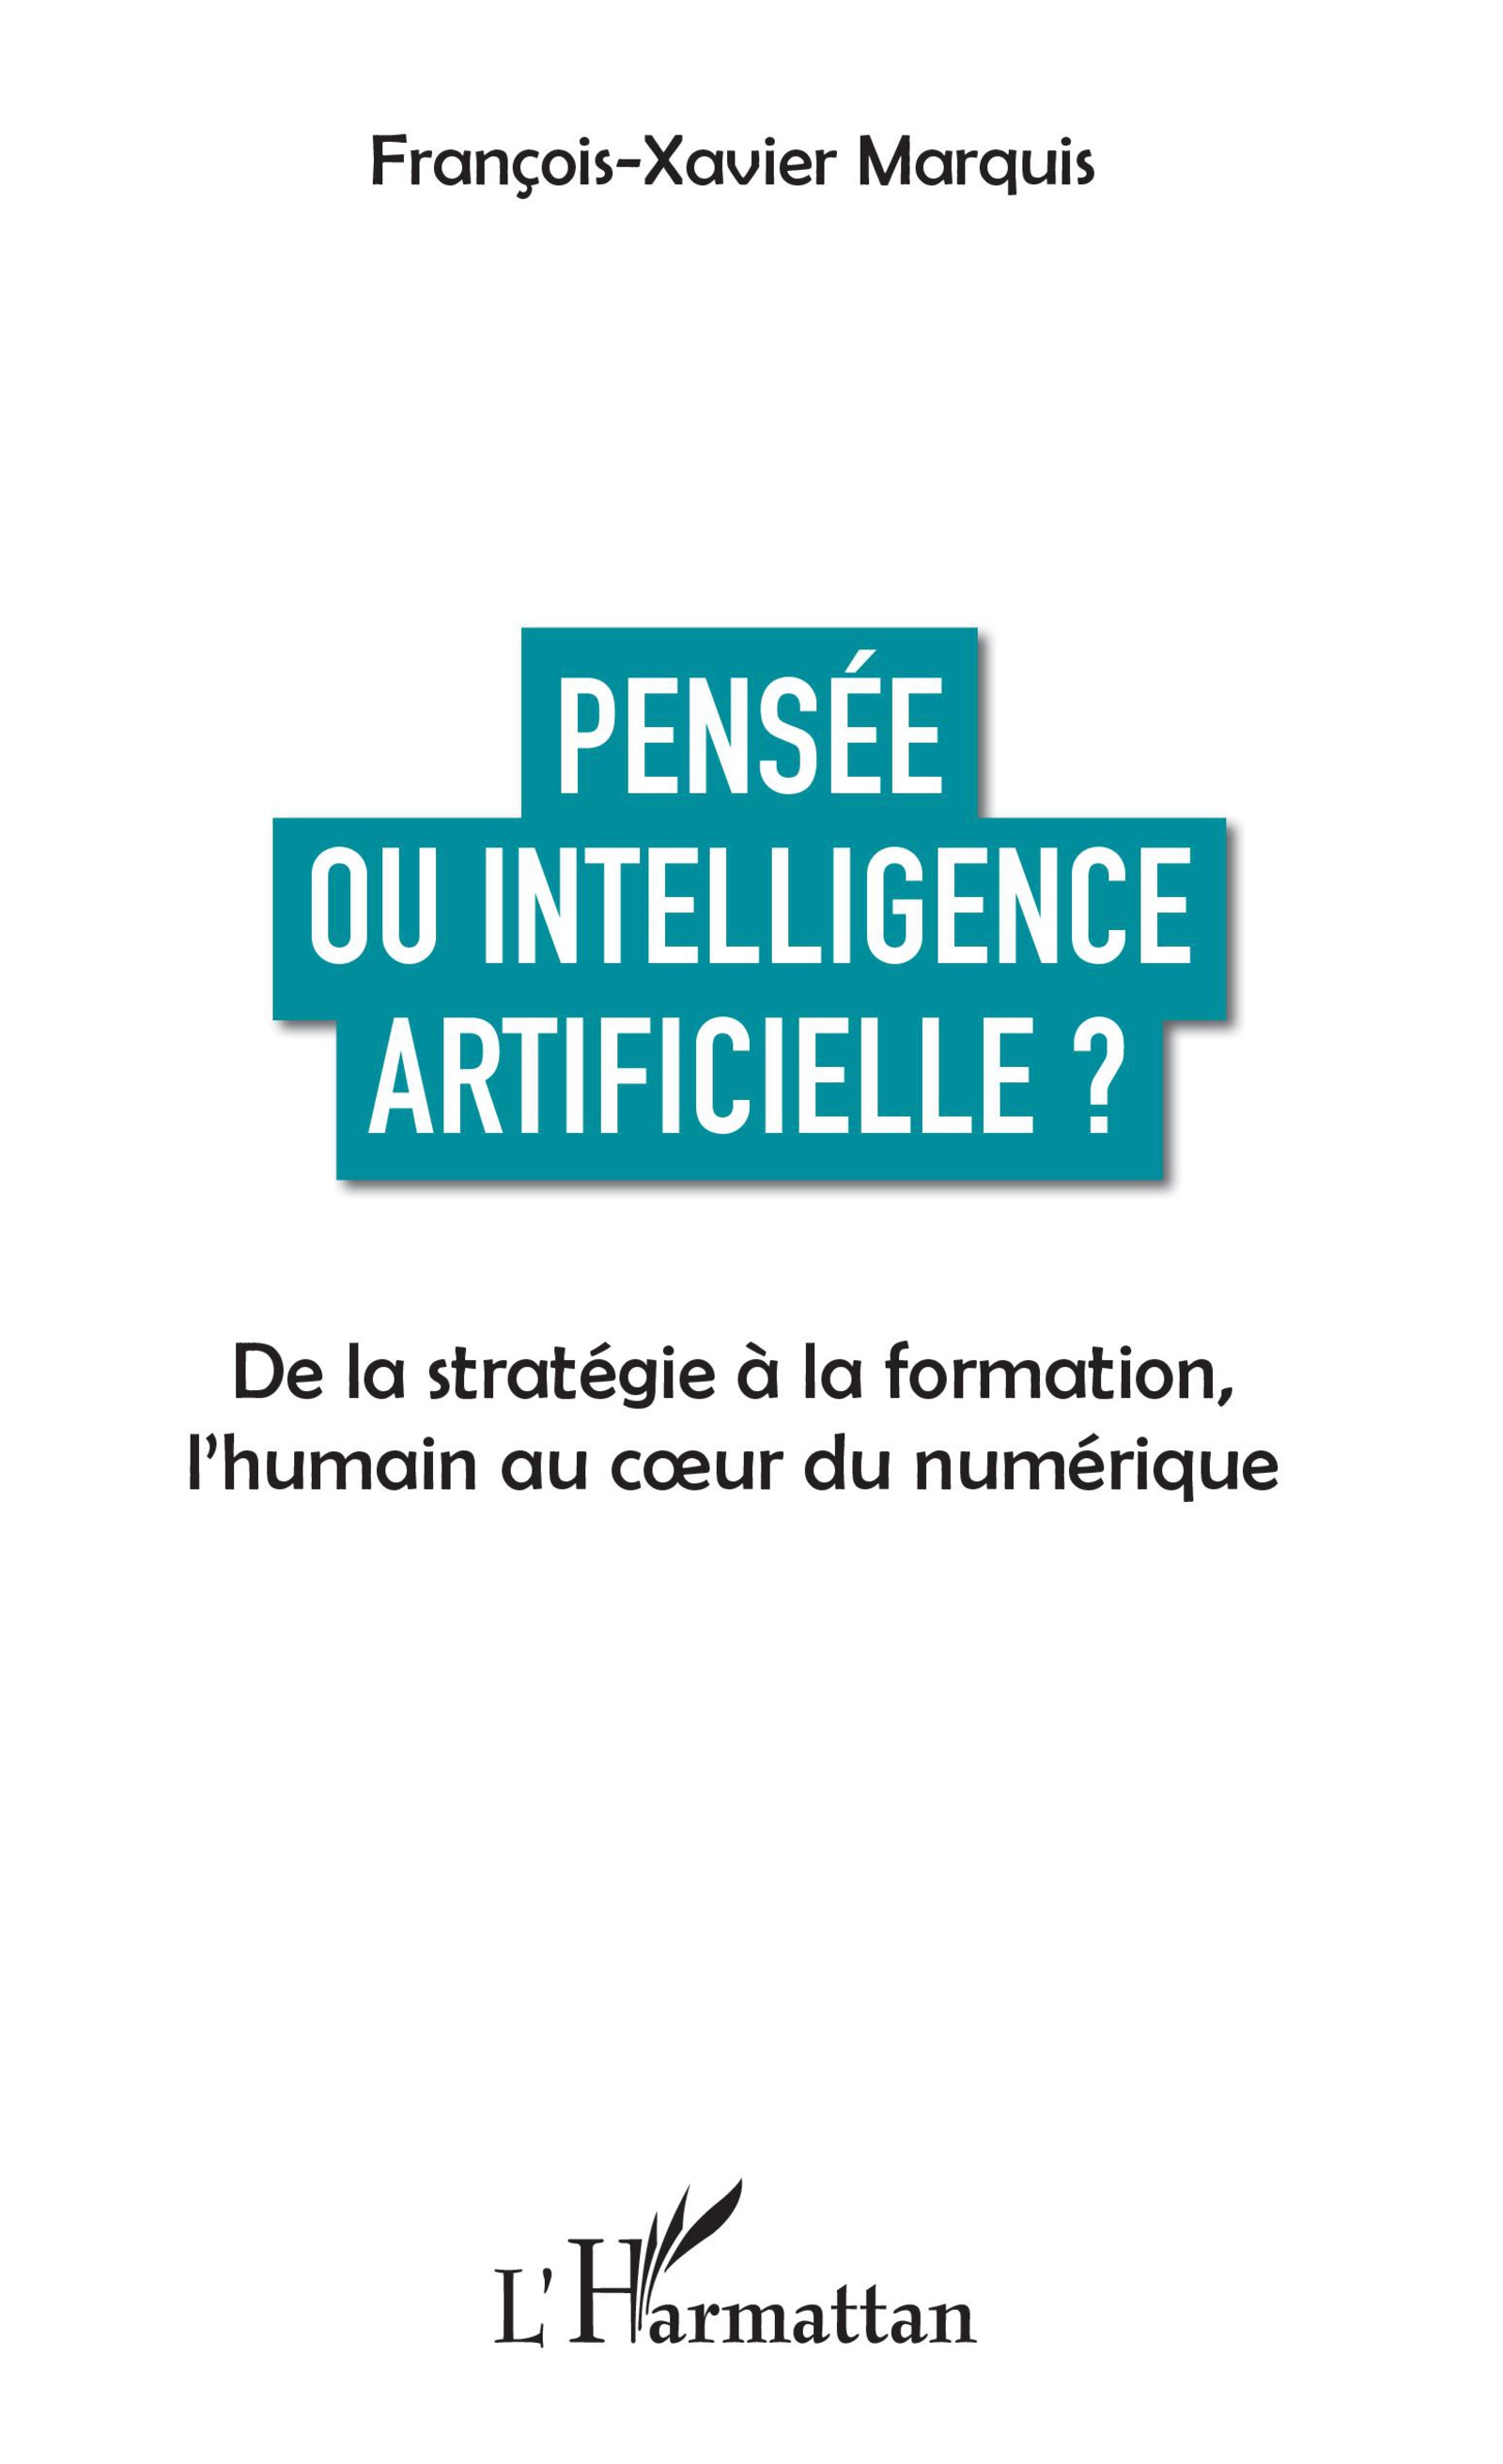 François-Xavier Marquis
PENSÉE
OU INTELLIGENCE
ARTIFICIELLE ?
De la stratégie à la formation,
l'humain au cœur du numérique
L'Harmattan